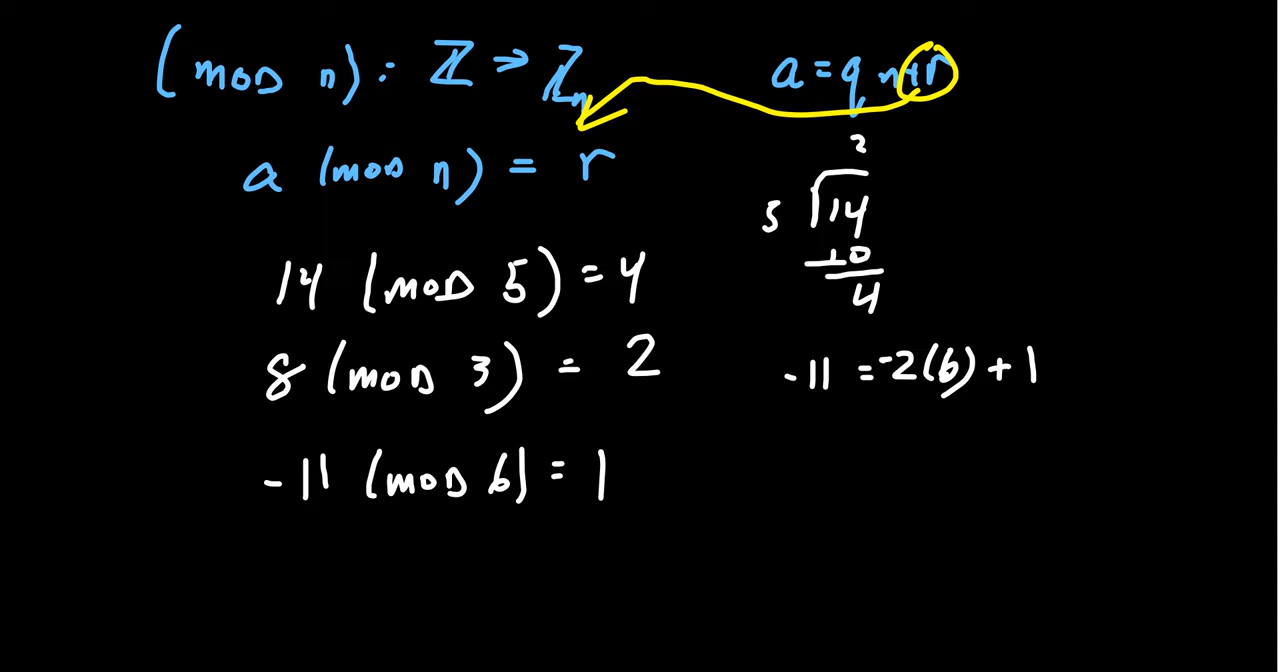 (mod n): ℤ → ℤn
a = q n + r
a (mod n) = r
2
5 14
10
4
14 (mod 5) = 4
8 (mod 3) = 2
-11 = -2(6) + 1
-11 (mod 6) = 1